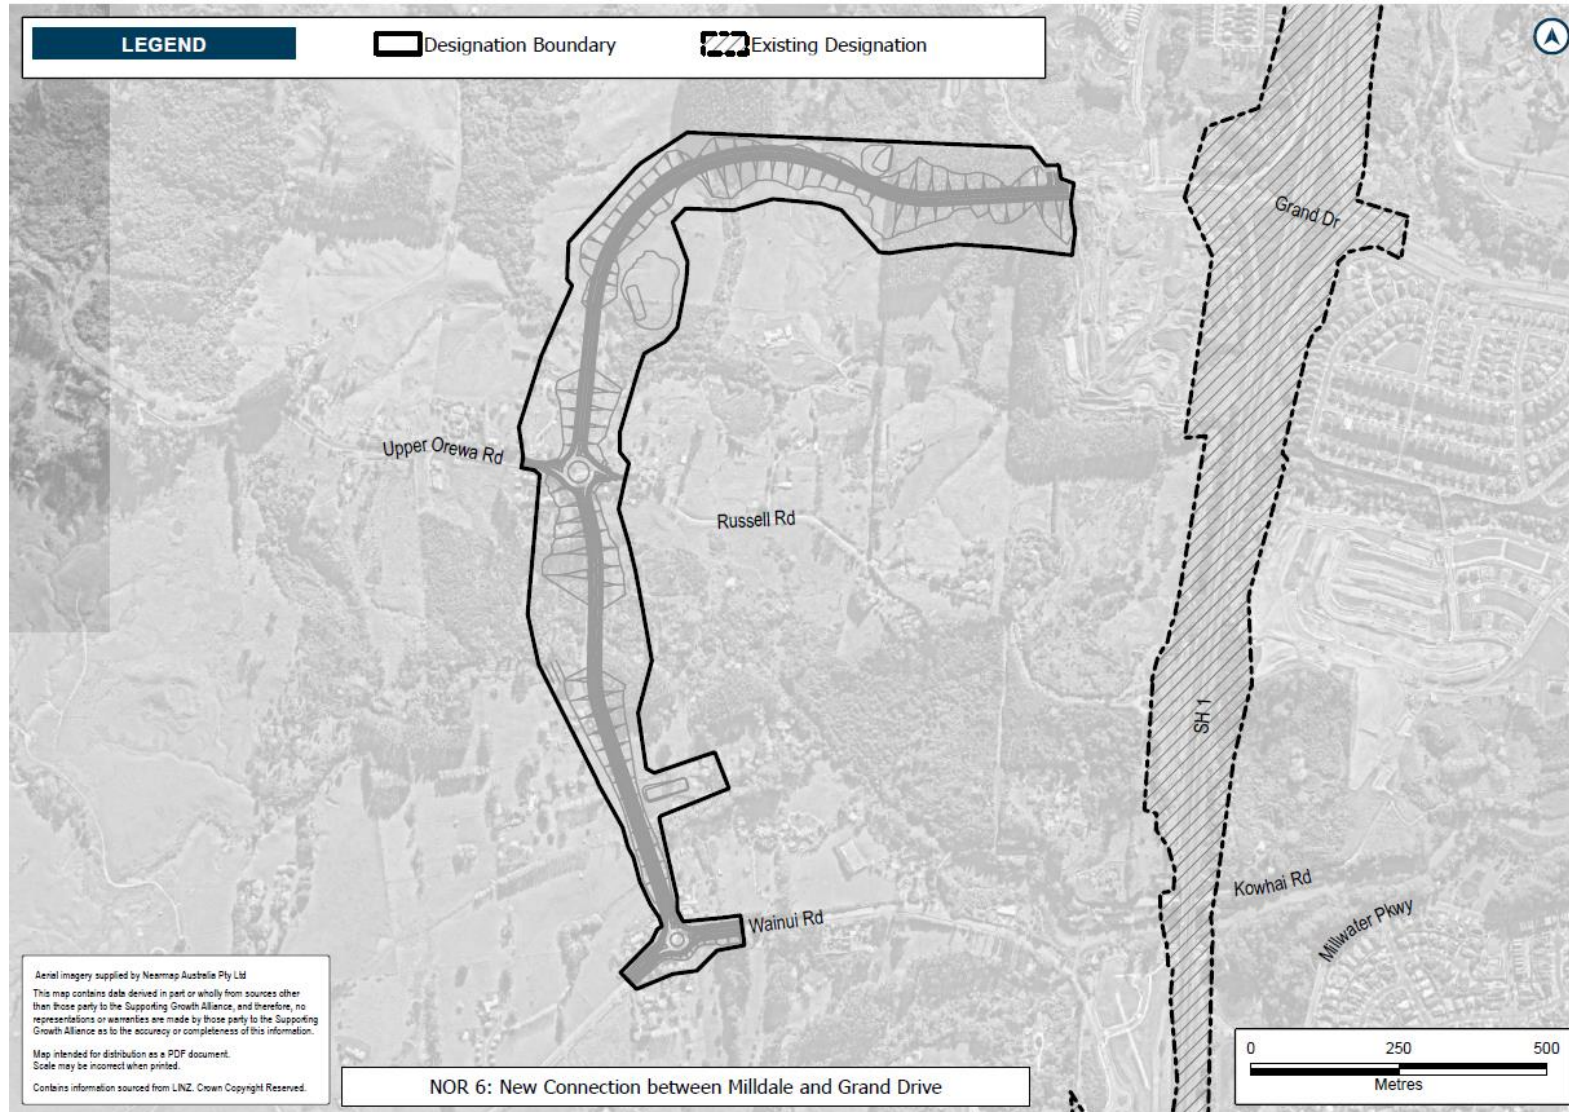 LEGEND
Designation Boundary
Existing Designation
Grand Dr
Upper Orewa Rd
Russell Rd
SH 1
Kowhai Rd
Millwater Pkwy
Wainui Rd
Aerial imagery supplied by Nearmap Australia Pty Ltd
This map contains data derived in part or wholly from sources other
than those party to the Supporting Growth Alliance, and therefore, no
representations or warranties are made by those party to the Supporting
Growth Alliance as to the accuracy or completeness of this information.
Map intended for distribution as a PDF document.
Scale may be incorrect when printed.
Contains information sourced from LINZ. Crown Copyright Reserved.
NOR 6: New Connection between Milldale and Grand Drive
0 250 500
Metres